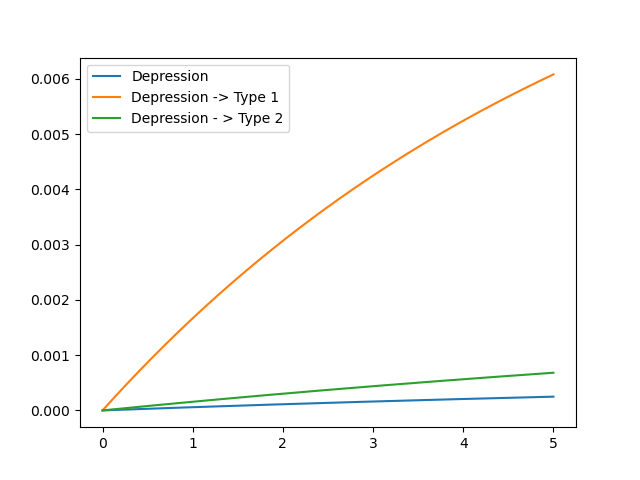 Depression
Depression -> Type 1
Depression - > Type 2
0.006
0.005
0.004
0.003
0.002
0.001
0.000
0 1 2 3 4 5